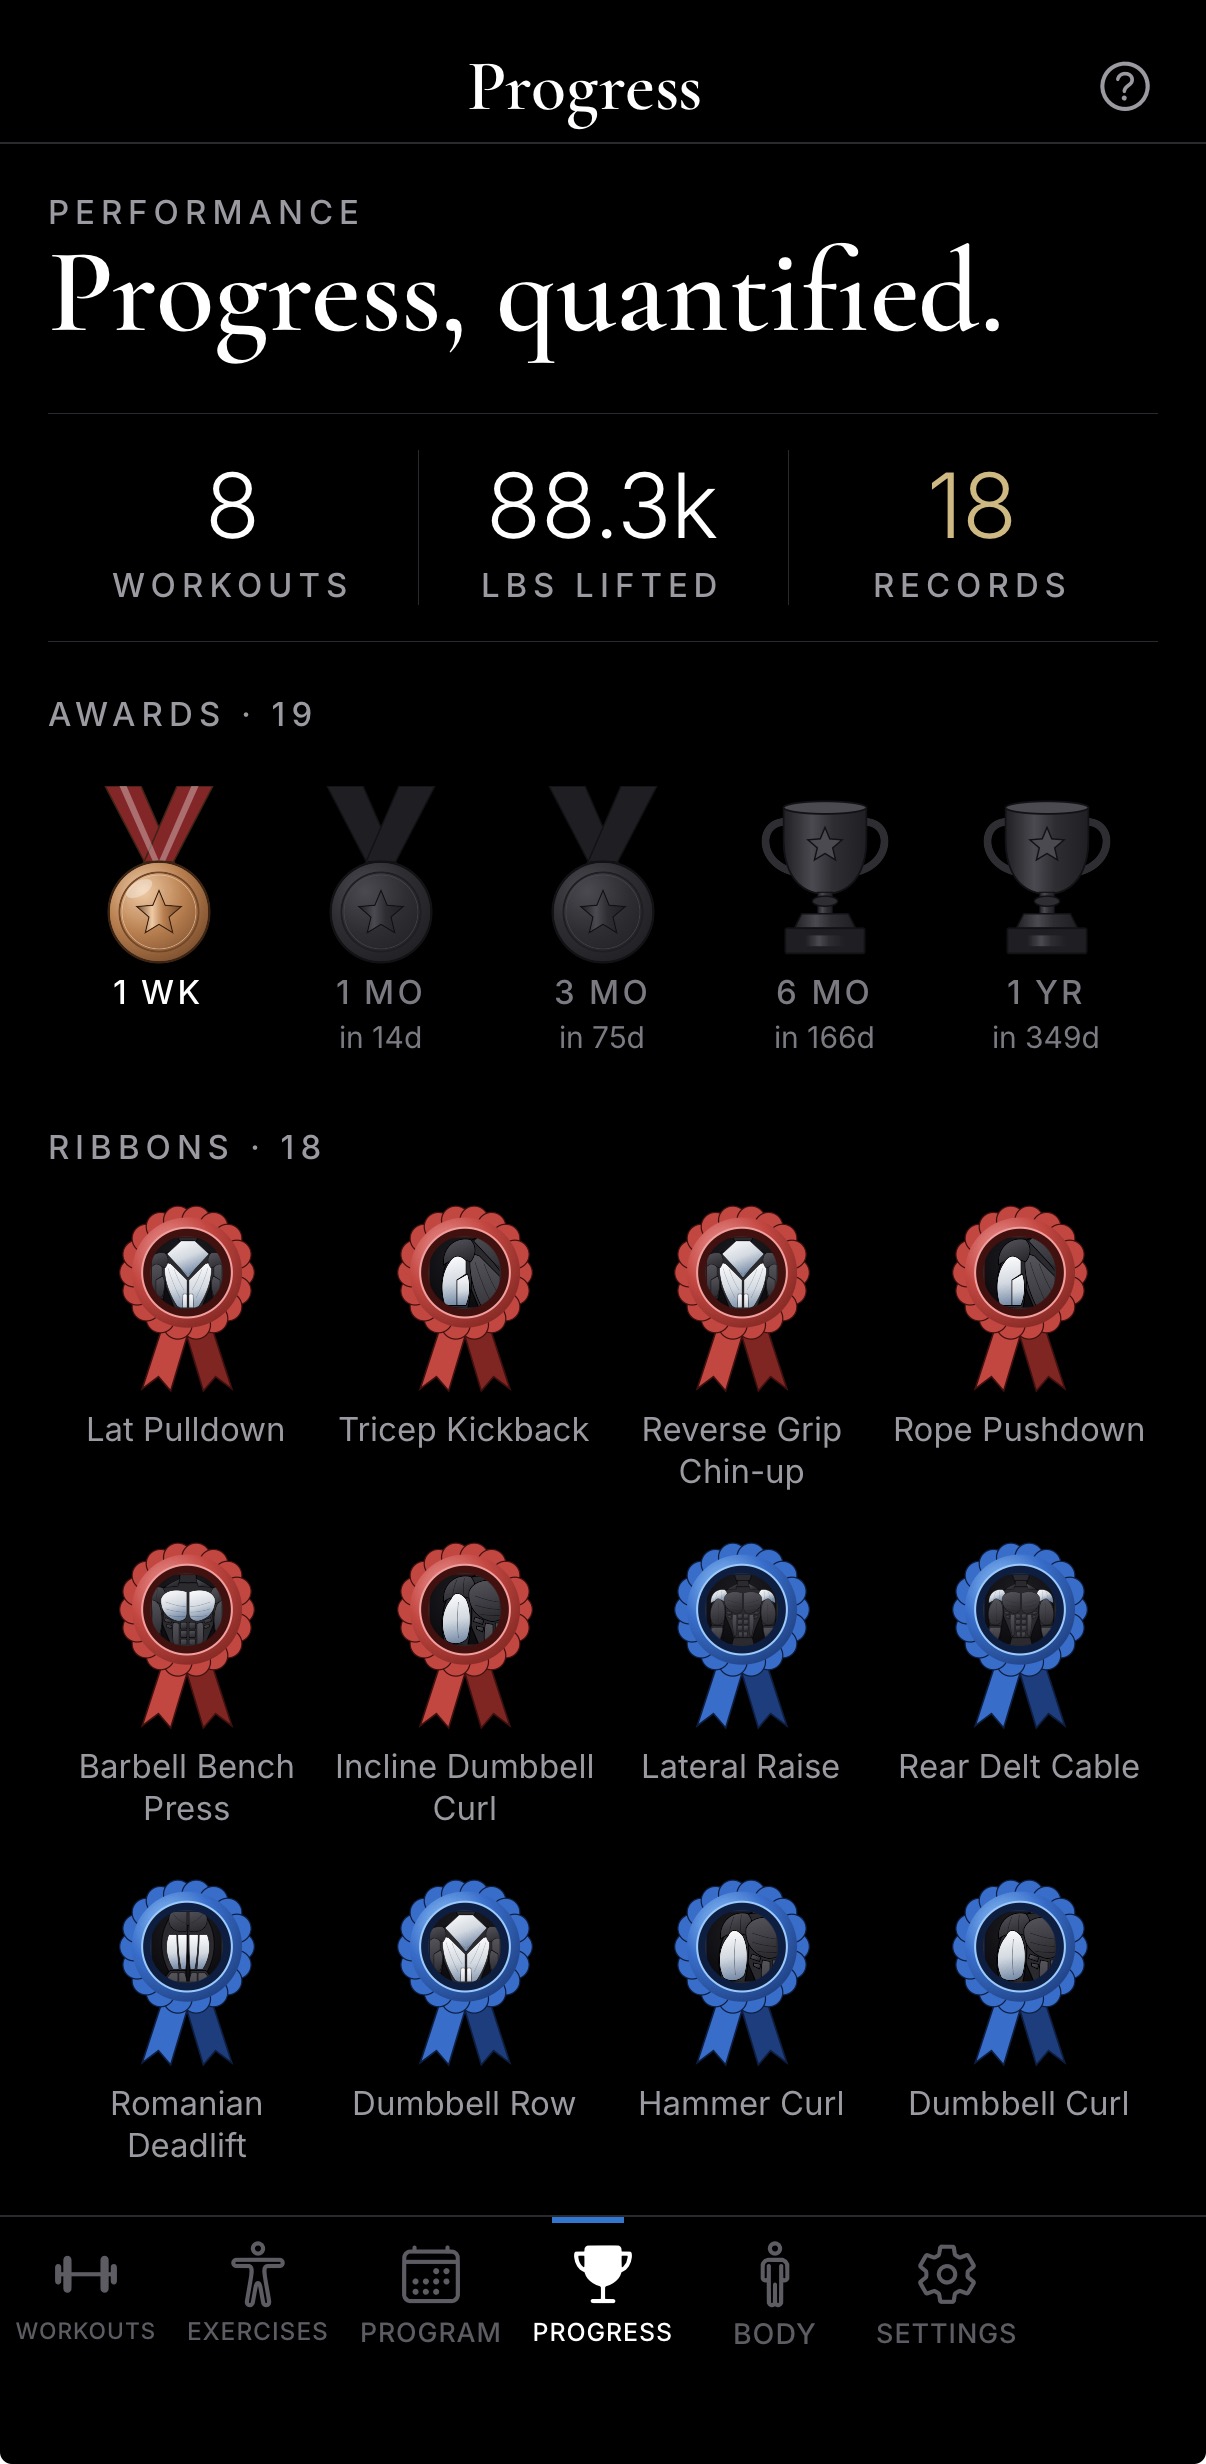 Progress
PERFORMANCE
Progress, quantified.
8
88.3k
18
WORKOUTS
LBS LIFTED
RECORDS
AWARDS · 19
1 WK
1 MO
3 MO
6 MO
1 YR
in 14d
in 75d
in 166d
in 349d
RIBBONS · 18
Lat Pulldown
Tricep Kickback
Reverse Grip
Chin-up
Rope Pushdown
Barbell Bench
Press
Incline Dumbbell
Curl
Lateral Raise
Rear Delt Cable
Romanian
Deadlift
Dumbbell Row
Hammer Curl
Dumbbell Curl
WORKOUTS
EXERCISES
PROGRAM
PROGRESS
BODY
SETTINGS